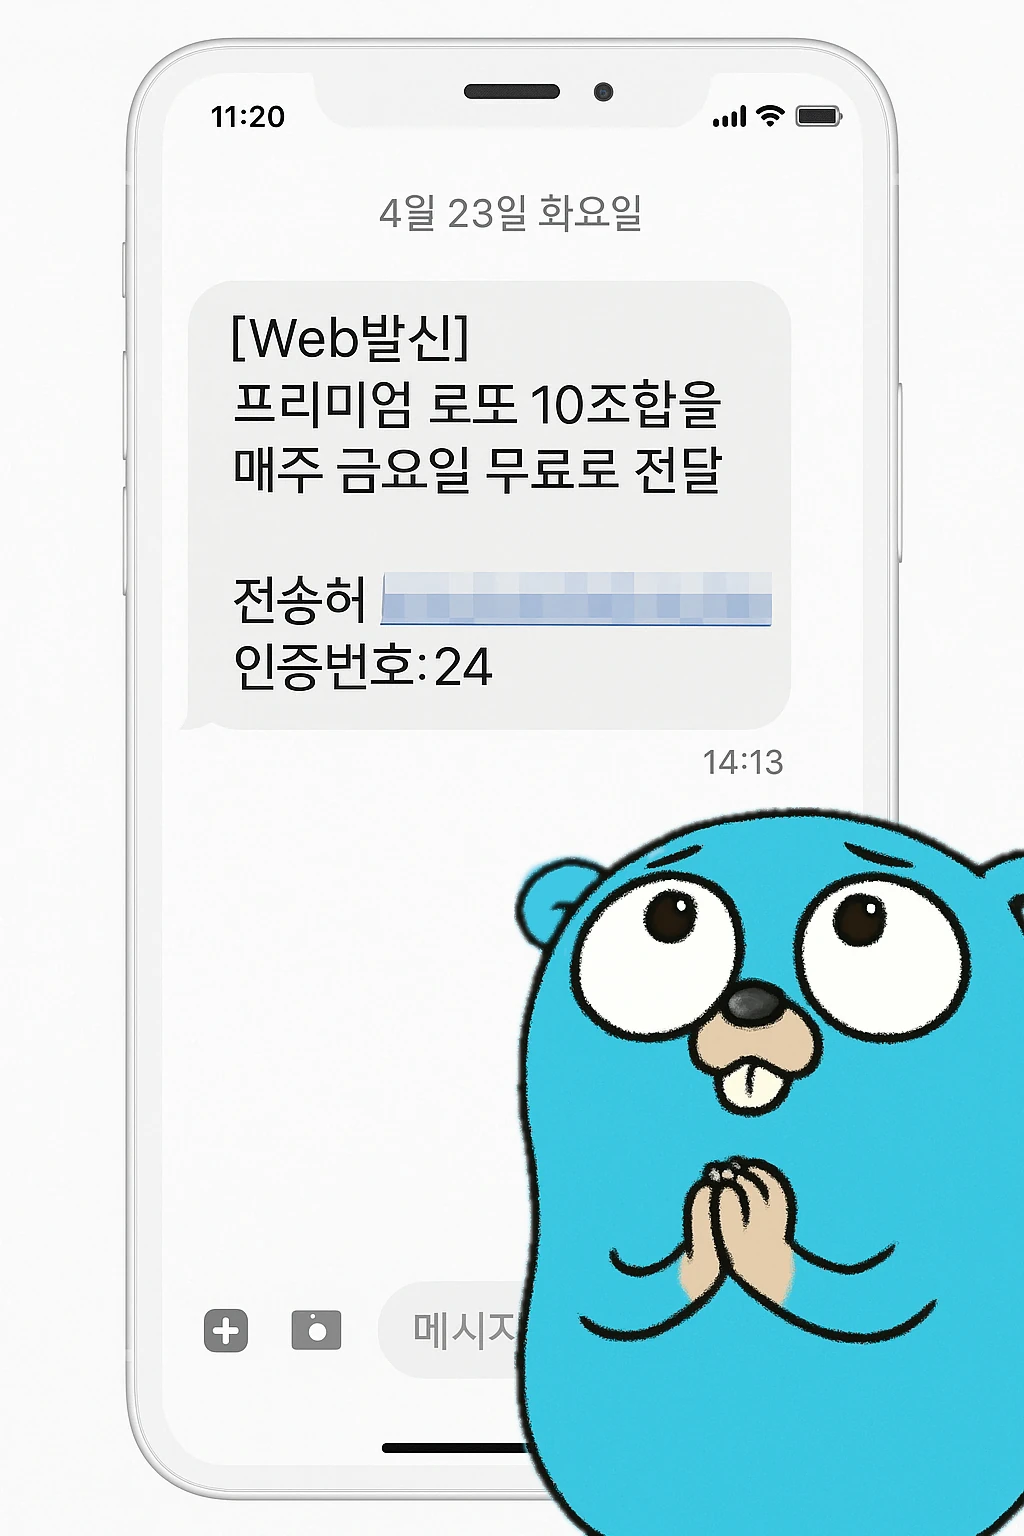 11:20
4월 23일 화요일
[Web발신]
프리미엄 로또 10조합을
매주 금요일 무료로 전달
전송허
인증번호:24
14:13
메시지